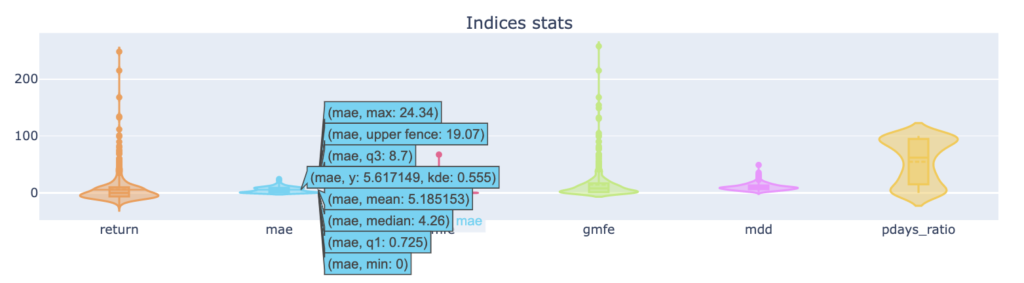 Indices stats
200
100
0
(mae, max: 24.34)
(mae, upper fence: 19.07)
(mae, q3: 8.7)
(mae, y: 5.617149, kde: 0.555)
(mae, mean: 5.185153)
(mae, median: 4.26)
mae
(mae, q1: 0.725)
(mae, min: 0)
return
mae
gmfe
mdd
pdays_ratio